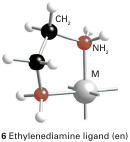 CH₂
NH₂
M
6 Ethylenediamine ligand (en)